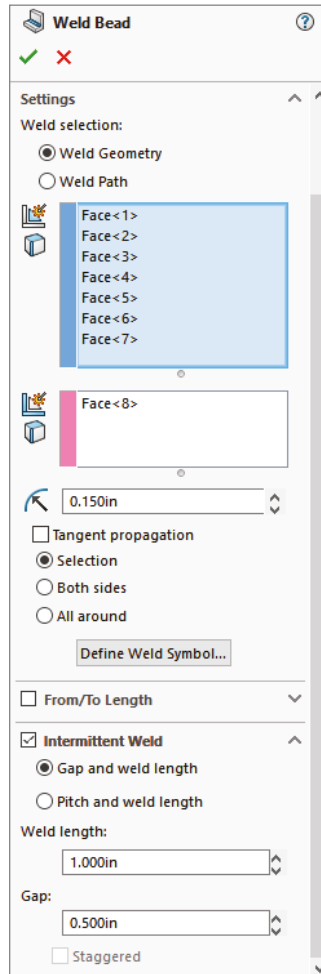 Weld Bead
Settings
Weld selection:
Weld Geometry
Weld Path
Face<1>
Face<2>
Face<3>
Face<4>
Face<5>
Face<6>
Face<7>
Face<8>
0.150in
Tangent propagation
Selection
Both sides
All around
Define Weld Symbol...
From/To Length
Intermittent Weld
Gap and weld length
Pitch and weld length
Weld length:
1.000in
Gap:
0.500in
Staggered